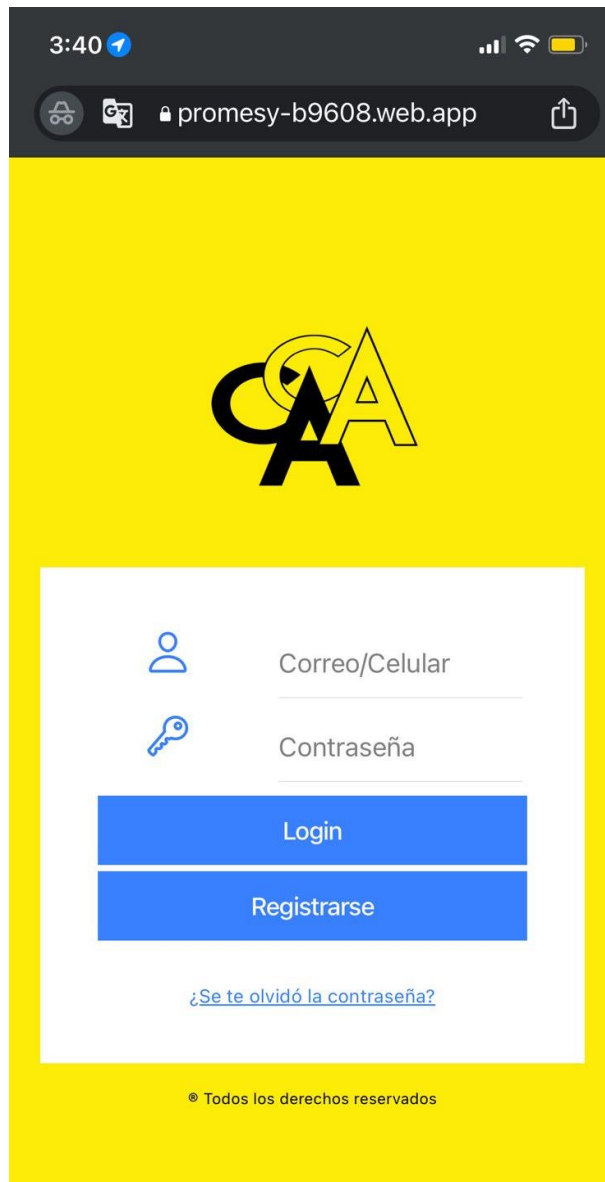 3:40
promesy-b9608.web.app
CA
CA
Correo/Celular
Contraseña
Login
Registrarse
¿Se te olvidó la contraseña?
® Todos los derechos reservados